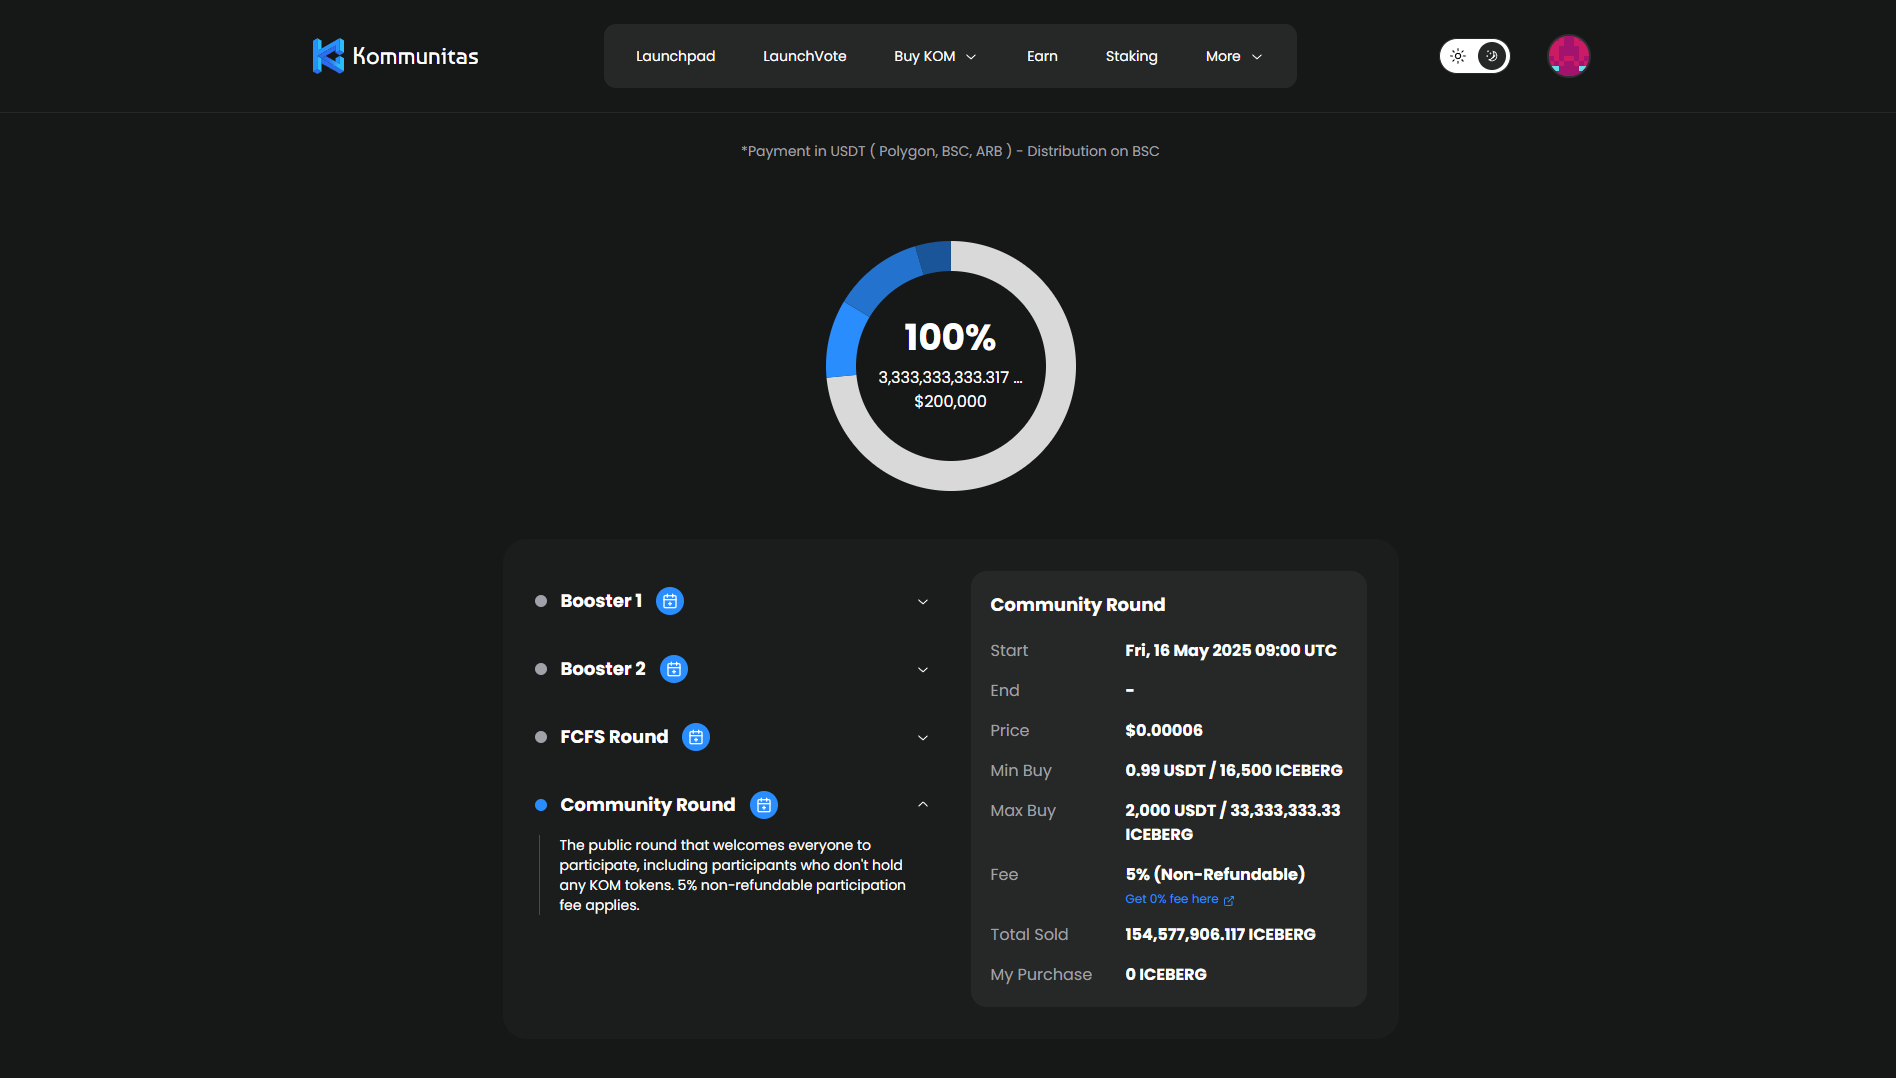 Kommunitas
Launchpad
LaunchVote
Buy KOM
Earn
Staking
More
*Payment in USDT ( Polygon, BSC, ARB ) - Distribution on BSC
100%
3,333,333,333.317 ...
$200,000
Booster 1
Booster 2
FCFS Round
Community Round
The public round that welcomes everyone to
participate, including participants who don't hold
any KOM tokens. 5% non-refundable participation
fee applies.
Community Round
Start Fri, 16 May 2025 09:00 UTC
End -
Price $0.00006
Min Buy 0.99 USDT / 16,500 ICEBERG
Max Buy 2,000 USDT / 33,333,333.33
ICEBERG
Fee 5% (Non-Refundable)
Get 0% fee here
Total Sold 154,577,906.117 ICEBERG
My Purchase 0 ICEBERG